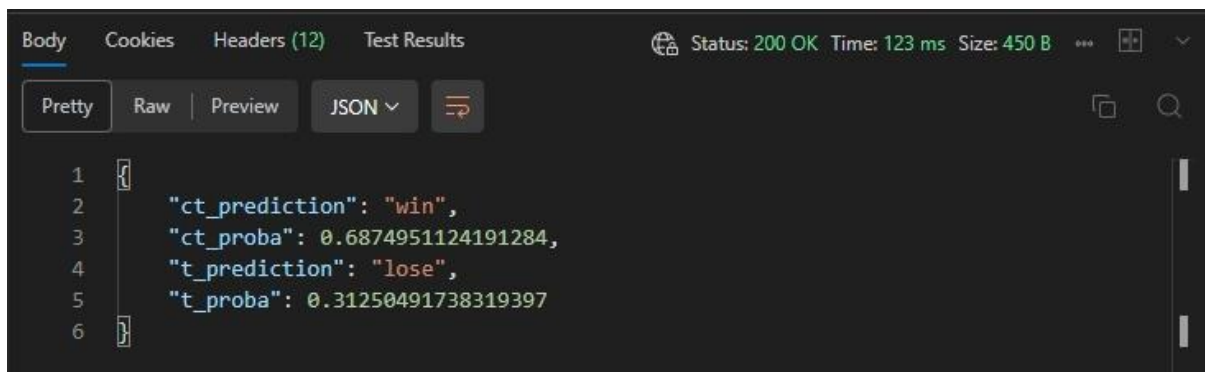 Body Cookies Headers (12) Test Results Status: 200 OK Time: 123 ms Size: 450 B
Pretty Raw Preview JSON
1 {
2 "ct_prediction": "win",
3 "ct_proba": 0.6874951124191284,
4 "t_prediction": "lose",
5 "t_proba": 0.31250491738319397
6 }